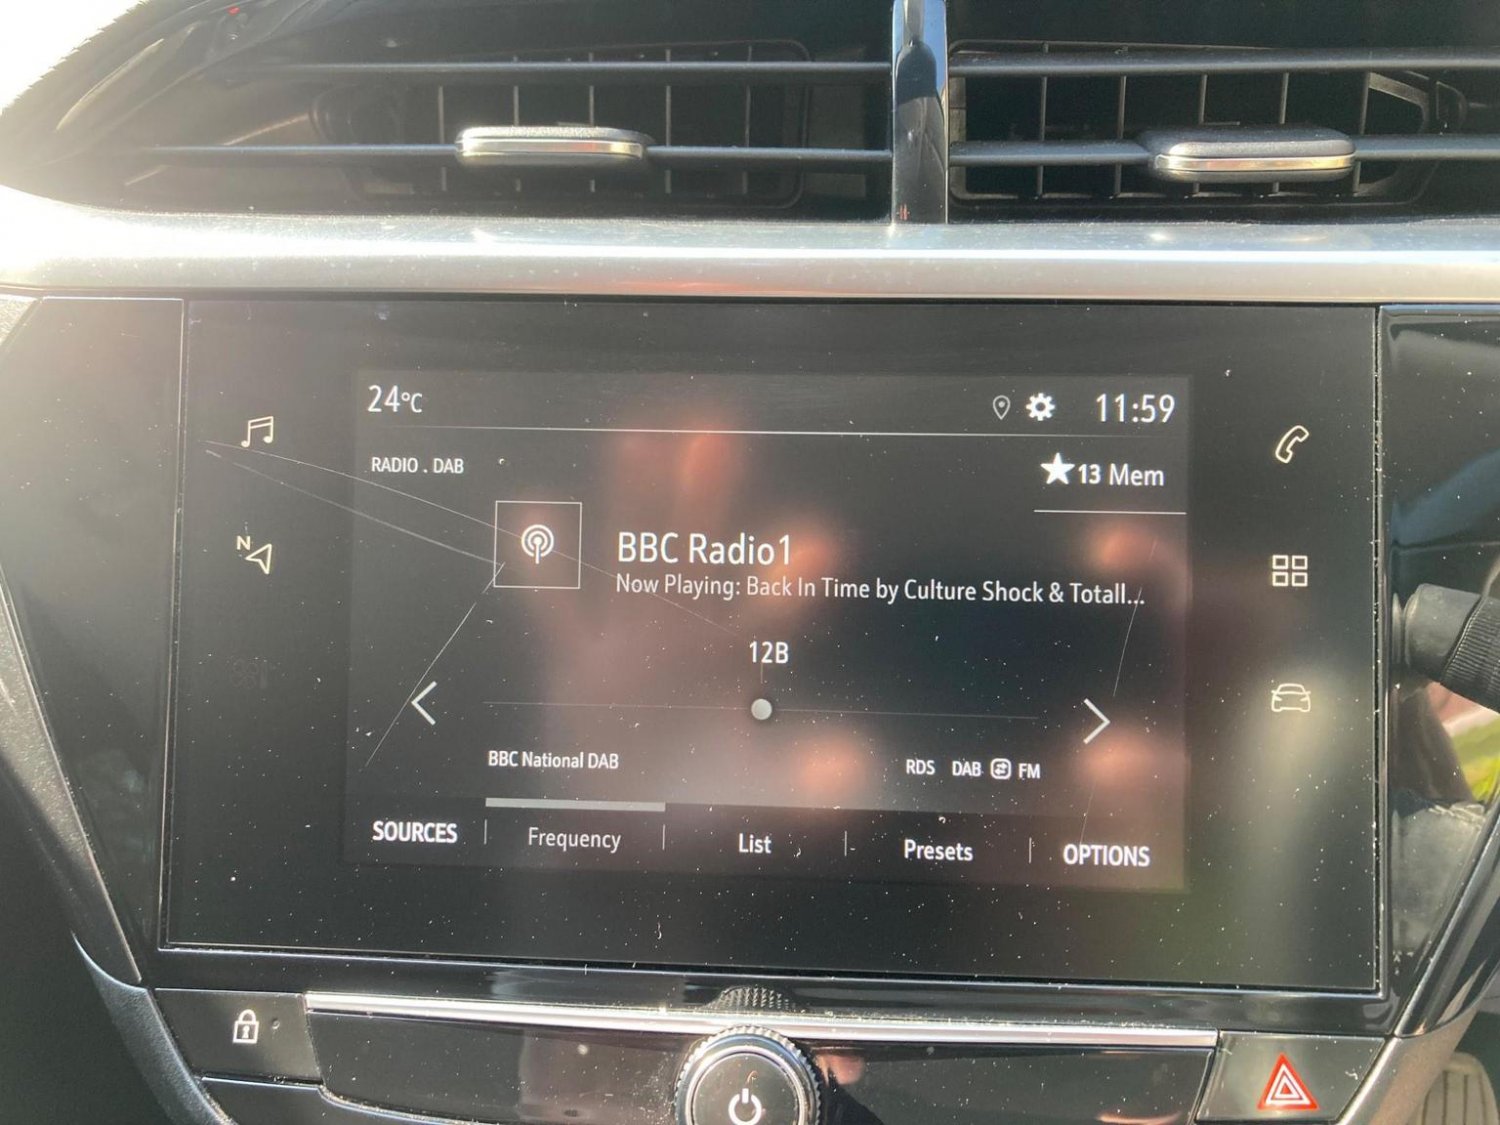 24°C
11:59
RADIO . DAB
★13 Mem
BBC Radio1
Now Playing: Back In Time by Culture Shock & Totall...
N
12B
BBC National DAB
RDS DAB FM
SOURCES
Frequency
List
Presets
OPTIONS